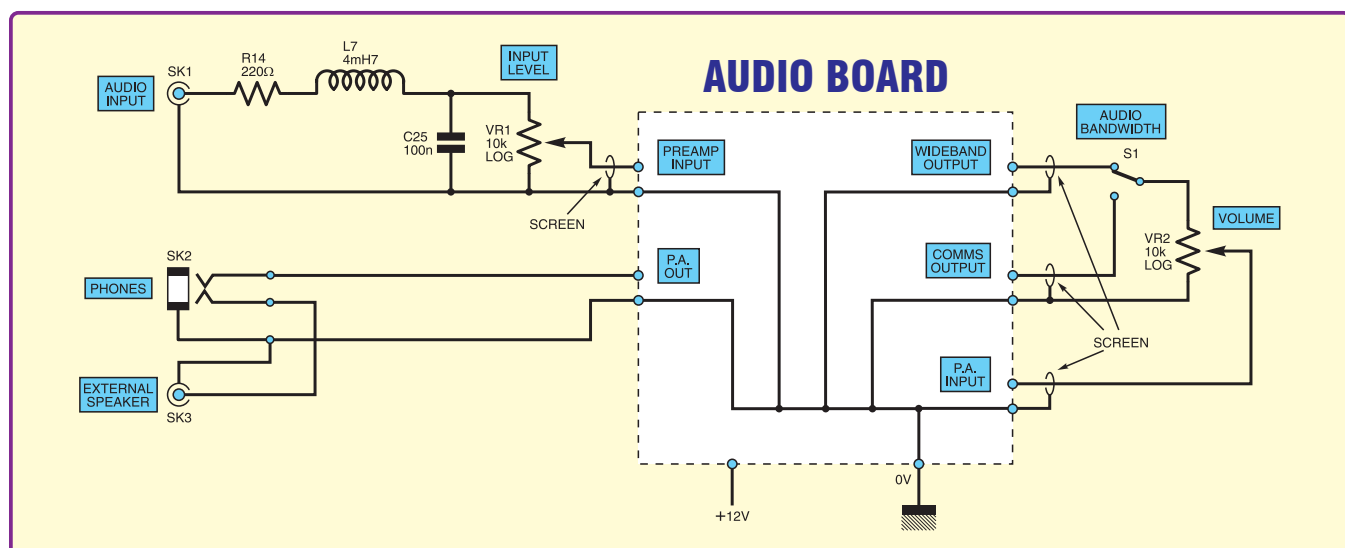 AUDIO BOARD
SK1
AUDIO
INPUT
R14
220Ω
L7
4mH7
INPUT
LEVEL
C25
100n
VR1
10k
LOG
SCREEN
PREAMP
INPUT
WIDEBAND
OUTPUT
AUDIO
BANDWIDTH
S1
VOLUME
VR2
10k
LOG
SK2
PHONES
P.A.
OUT
COMMS
OUTPUT
SCREEN
EXTERNAL
SPEAKER
SK3
P.A.
INPUT
+12V
0V